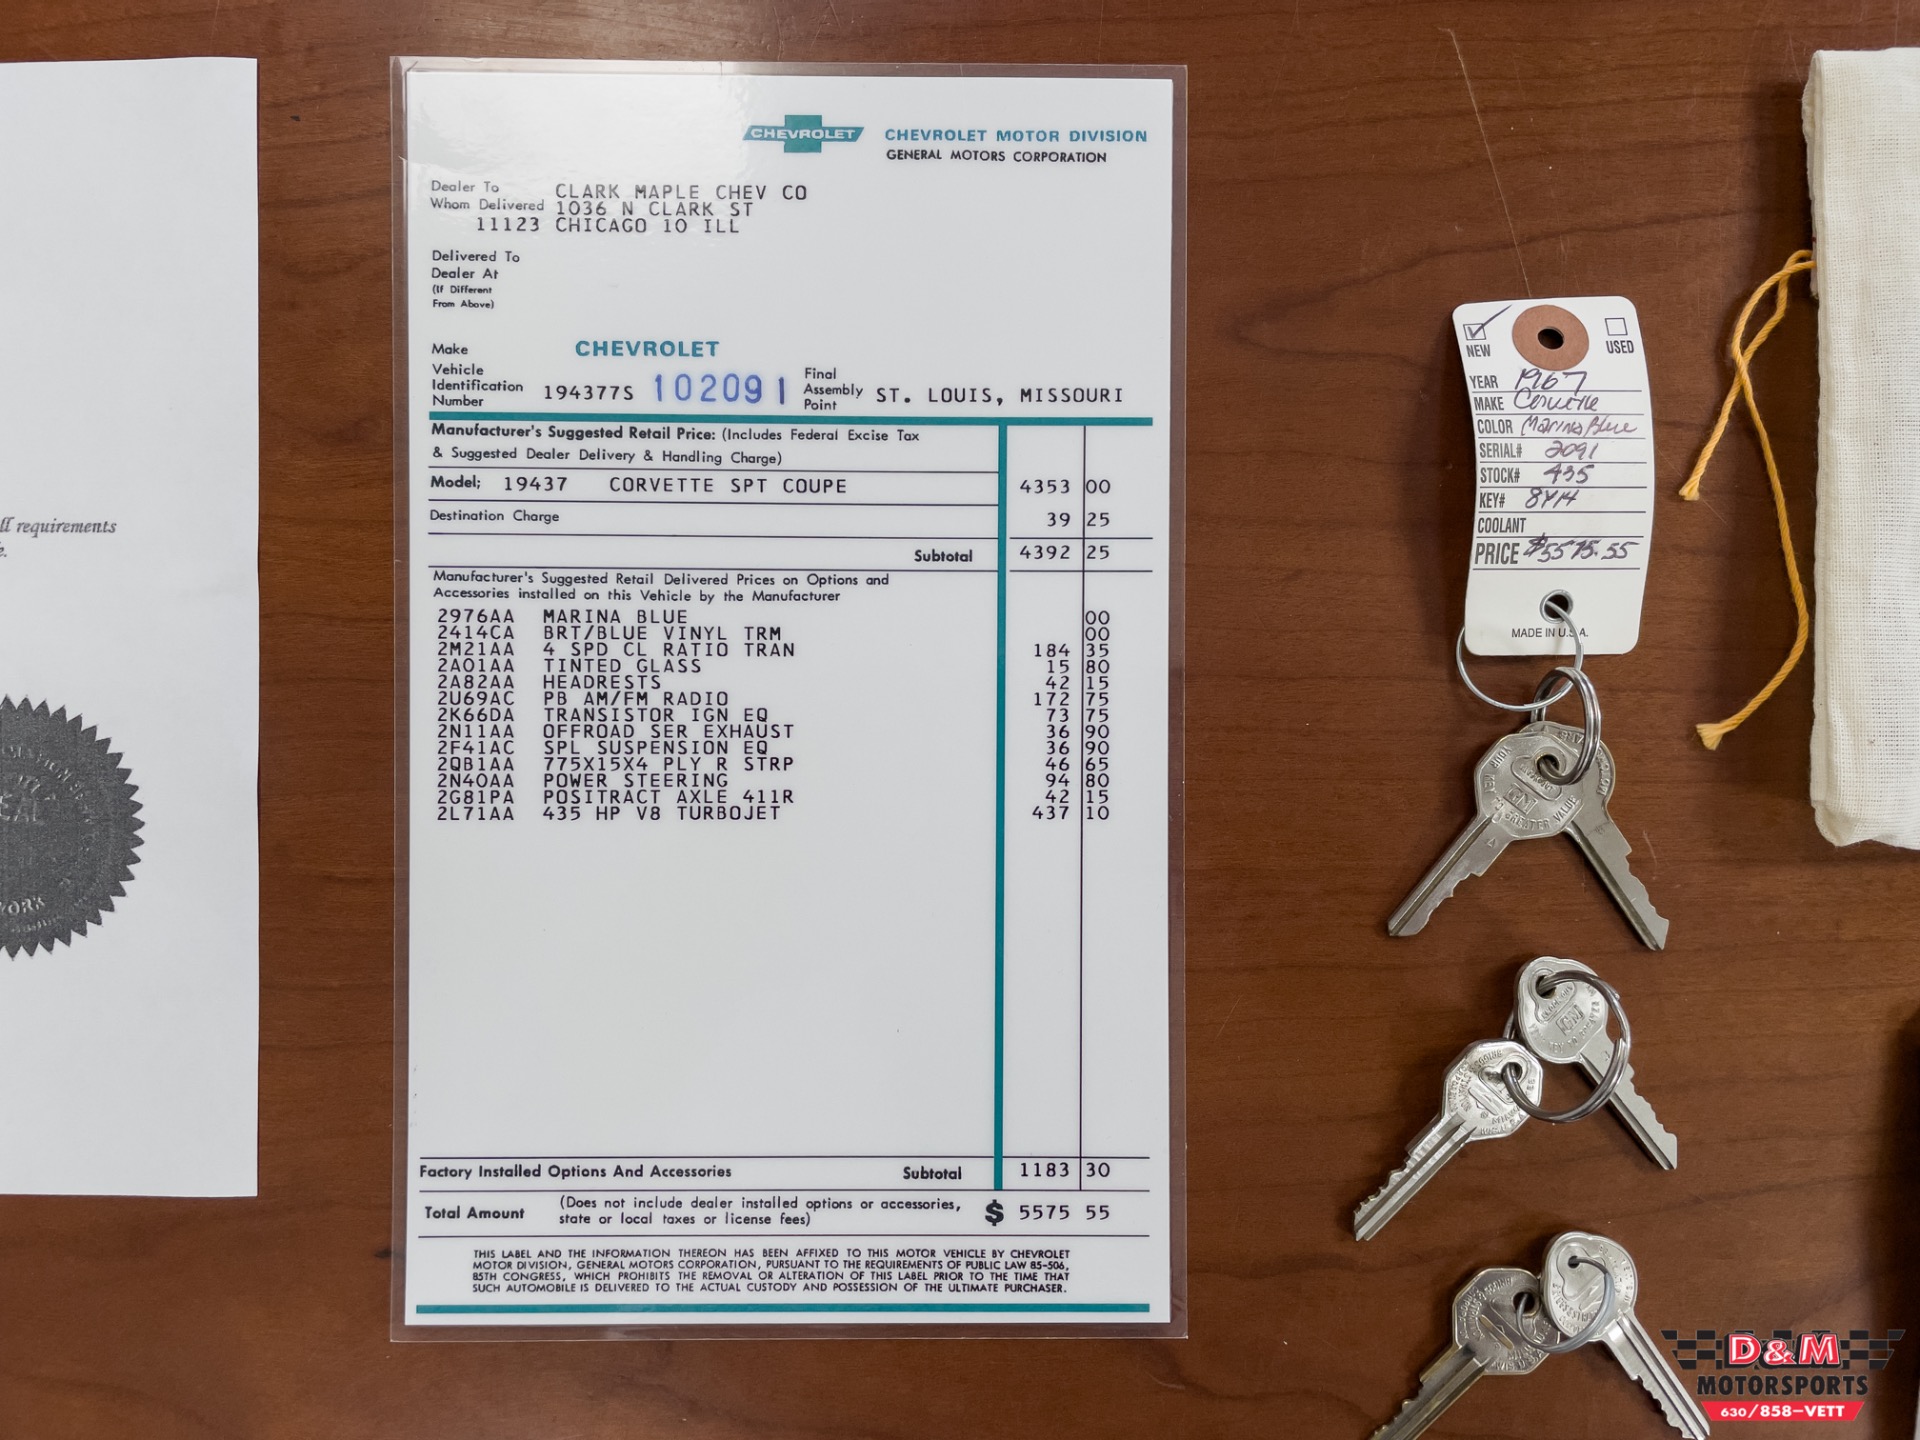 ll requirements
YORK
CHEVROLET
CHEVROLET MOTOR DIVISION
GENERAL MOTORS CORPORATION
Dealer To CLARK MAPLE CHEV CO
Whom Delivered 1036 N CLARK ST
11123 CHICAGO 10 ILL
Delivered To
Dealer At
(If Different
From Above)
Make CHEVROLET
Vehicle
Identification
Number 194377S 102091
Final
Assembly
Point ST. LOUIS, MISSOURI
Manufacturer's Suggested Retail Price: (Includes Federal Excise Tax
& Suggested Dealer Delivery & Handling Charge)
Model; 19437 CORVETTE SPT COUPE 4353 00
Destination Charge 39 25
Subtotal 4392 25
Manufacturer's Suggested Retail Delivered Prices on Options and
Accessories installed on this Vehicle by the Manufacturer
2976AA MARINA BLUE 00
2414CA BRT/BLUE VINYL TRM 00
2M21AA 4 SPD CL RATIO TRAN 184 35
2A01AA TINTED GLASS 15 80
2A82AA HEADRESTS 42 15
2U69AC PB AM/FM RADIO 172 75
2K66DA TRANSISTOR IGN EQ 73 75
2N11AA OFFROAD SER EXHAUST 36 90
2F41AC SPL SUSPENSION EQ 36 90
2QB1AA 775X15X4 PLY R STRP 46 65
2N40AA POWER STEERING 94 80
2G81PA POSITRACT AXLE 411R 42 15
2L71AA 435 HP V8 TURBOJET 437 10
Factory Installed Options And Accessories Subtotal 1183 30
Total Amount (Does not include dealer installed options or accessories,
state or local taxes or license fees) $ 5575 55
THIS LABEL AND THE INFORMATION THEREON HAS BEEN AFFIXED TO THIS MOTOR VEHICLE BY CHEVROLET
MOTOR DIVISION, GENERAL MOTORS CORPORATION, PURSUANT TO THE REQUIREMENTS OF PUBLIC LAW 85-506,
85TH CONGRESS, WHICH PROHIBITS THE REMOVAL OR ALTERATION OF THIS LABEL PRIOR TO THE TIME THAT
SUCH AUTOMOBILE IS DELIVERED TO THE ACTUAL CUSTODY AND POSSESSION OF THE ULTIMATE PURCHASER.
NEW USED
YEAR 1967
MAKE Corvette
COLOR Marina Blue
SERIAL# 2091
STOCK# 435
KEY# 8Y14
COOLANT
PRICE $5575.55
MADE IN U.S.A.
YOUR KEY
GREATER VALUE
GM
GM
D&M
MOTORSPORTS
630/858-VETT